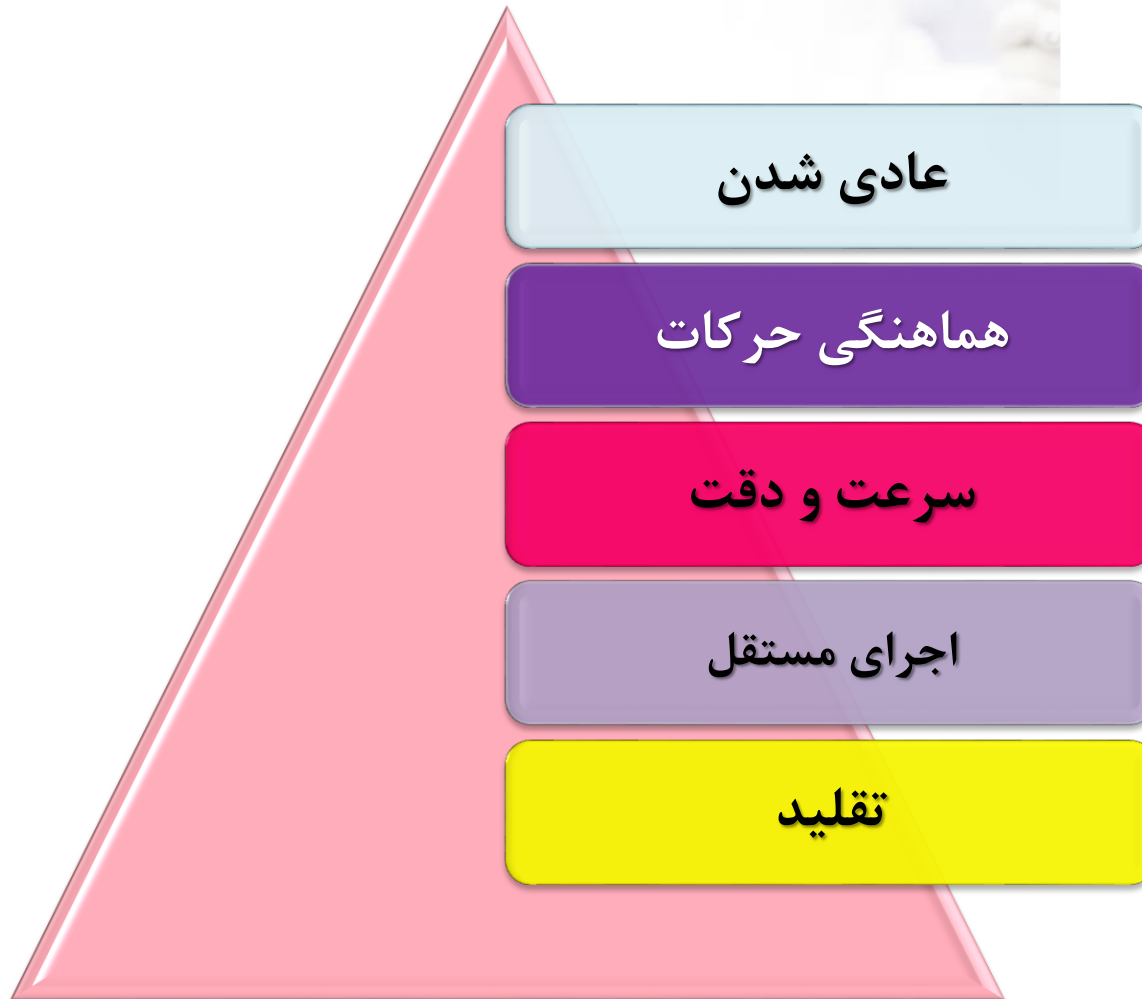 عادی شدن
هماهنگی حرکات
سرعت و دقت
اجرای مستقل
تقلید